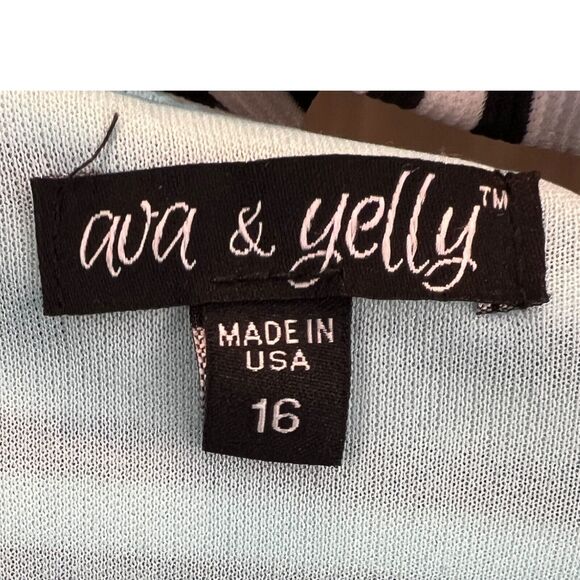 ava & yelly™
MADE IN
USA
16